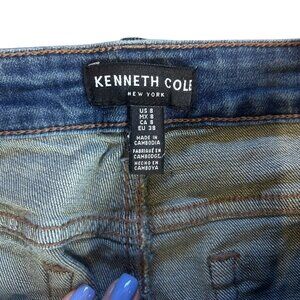 KENNETH COLE
NEW YORK
US 8
MX 8
CA 8
EU 38
MADE IN
CAMBODIA
FABRIQUÉ EN
CAMBODGE
HECHO EN
CAMBOYA